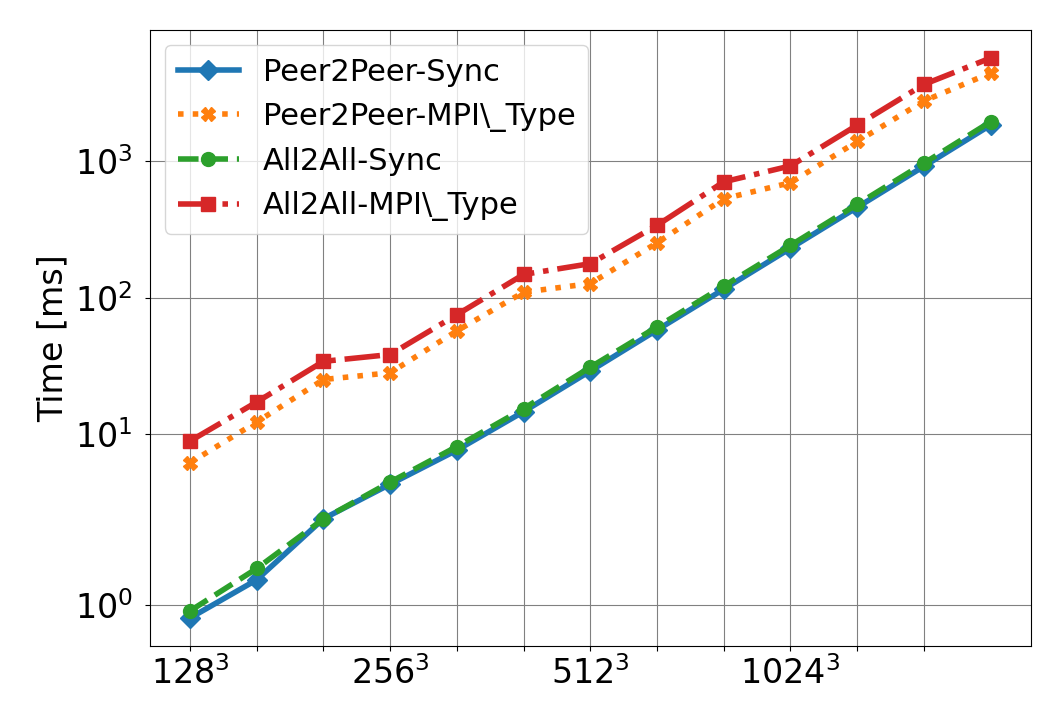 Peer2Peer-Sync
Peer2Peer-MPI\_Type
All2All-Sync
All2All-MPI\_Type
Time [ms]
10³
10²
10¹
10⁰
128³ 256³ 512³ 1024³